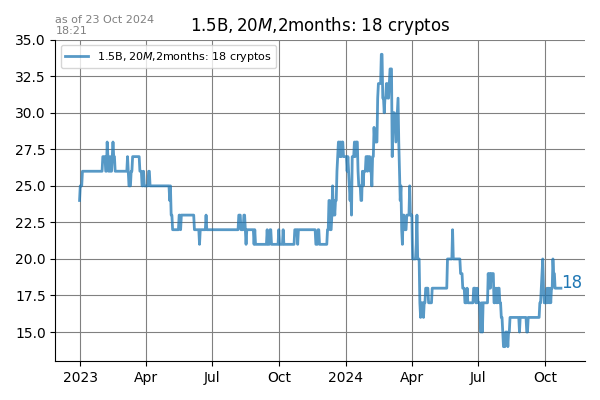 as of 23 Oct 2024
18:21
1.5B, 20M,2months: 18 cryptos
1.5B, 20M,2months: 18 cryptos
35.0
32.5
30.0
27.5
25.0
22.5
20.0
17.5
15.0
18
2023 Apr Jul Oct 2024 Apr Jul Oct